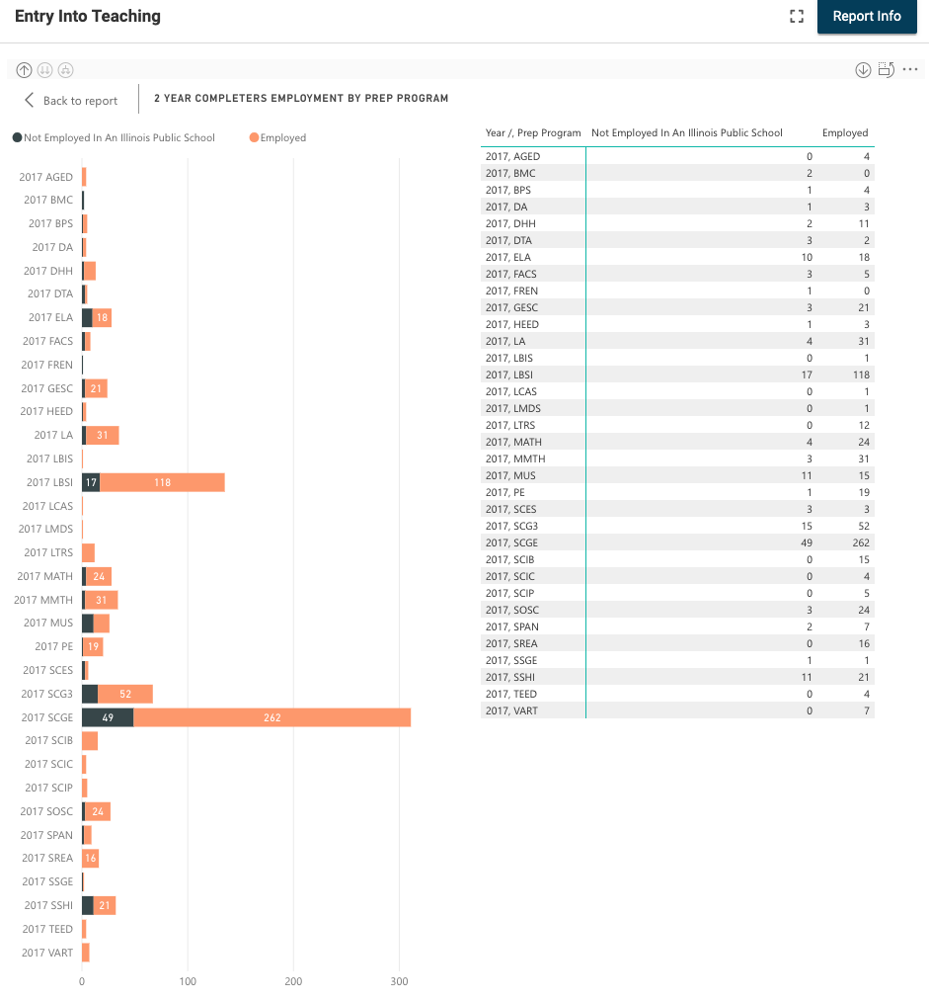 Entry Into Teaching
Report Info
Back to report
2 YEAR COMPLETERS EMPLOYMENT BY PREP PROGRAM
Not Employed In An Illinois Public School Employed
2017 AGED
2017 BMC
2017 BPS
2017 DA
2017 DHH
2017 DTA
2017 ELA 18
2017 FACS
2017 FREN
2017 GESC 21
2017 HEED
2017 LA 31
2017 LBIS
2017 LBSI 17 118
2017 LCAS
2017 LMDS
2017 LTRS
2017 MATH 24
2017 MMTH 31
2017 MUS
2017 PE 19
2017 SCES
2017 SCG3 52
2017 SCGE 49 262
2017 SCIB
2017 SCIC
2017 SCIP
2017 SOSC 24
2017 SPAN
2017 SREA 16
2017 SSGE
2017 SSHI 21
2017 TEED
2017 VART
0 100 200 300
Year /, Prep Program Not Employed In An Illinois Public School Employed
2017, AGED 0 4
2017, BMC 2 0
2017, BPS 1 4
2017, DA 1 3
2017, DHH 2 11
2017, DTA 3 2
2017, ELA 10 18
2017, FACS 3 5
2017, FREN 1 0
2017, GESC 3 21
2017, HEED 1 3
2017, LA 4 31
2017, LBIS 0 1
2017, LBSI 17 118
2017, LCAS 0 1
2017, LMDS 0 1
2017, LTRS 0 12
2017, MATH 4 24
2017, MMTH 3 31
2017, MUS 11 15
2017, PE 1 19
2017, SCES 3 3
2017, SCG3 15 52
2017, SCGE 49 262
2017, SCIB 0 15
2017, SCIC 0 4
2017, SCIP 0 5
2017, SOSC 3 24
2017, SPAN 2 7
2017, SREA 0 16
2017, SSGE 1 1
2017, SSHI 11 21
2017, TEED 0 4
2017, VART 0 7